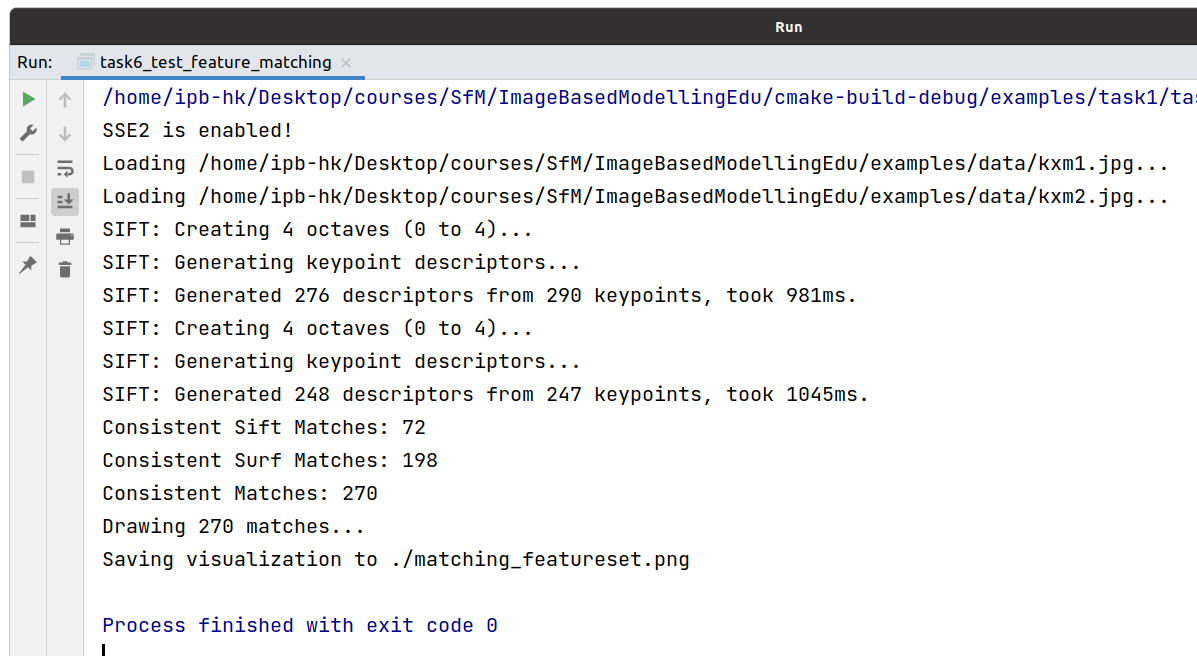 Run
Run: task6_test_feature_matching
/home/ipb-hk/Desktop/courses/SfM/ImageBasedModellingEdu/cmake-build-debug/examples/task1/tas
SSE2 is enabled!
Loading /home/ipb-hk/Desktop/courses/SfM/ImageBasedModellingEdu/examples/data/kxm1.jpg...
Loading /home/ipb-hk/Desktop/courses/SfM/ImageBasedModellingEdu/examples/data/kxm2.jpg...
SIFT: Creating 4 octaves (0 to 4)...
SIFT: Generating keypoint descriptors...
SIFT: Generated 276 descriptors from 290 keypoints, took 981ms.
SIFT: Creating 4 octaves (0 to 4)...
SIFT: Generating keypoint descriptors...
SIFT: Generated 248 descriptors from 247 keypoints, took 1045ms.
Consistent Sift Matches: 72
Consistent Surf Matches: 198
Consistent Matches: 270
Drawing 270 matches...
Saving visualization to ./matching_featureset.png
Process finished with exit code 0